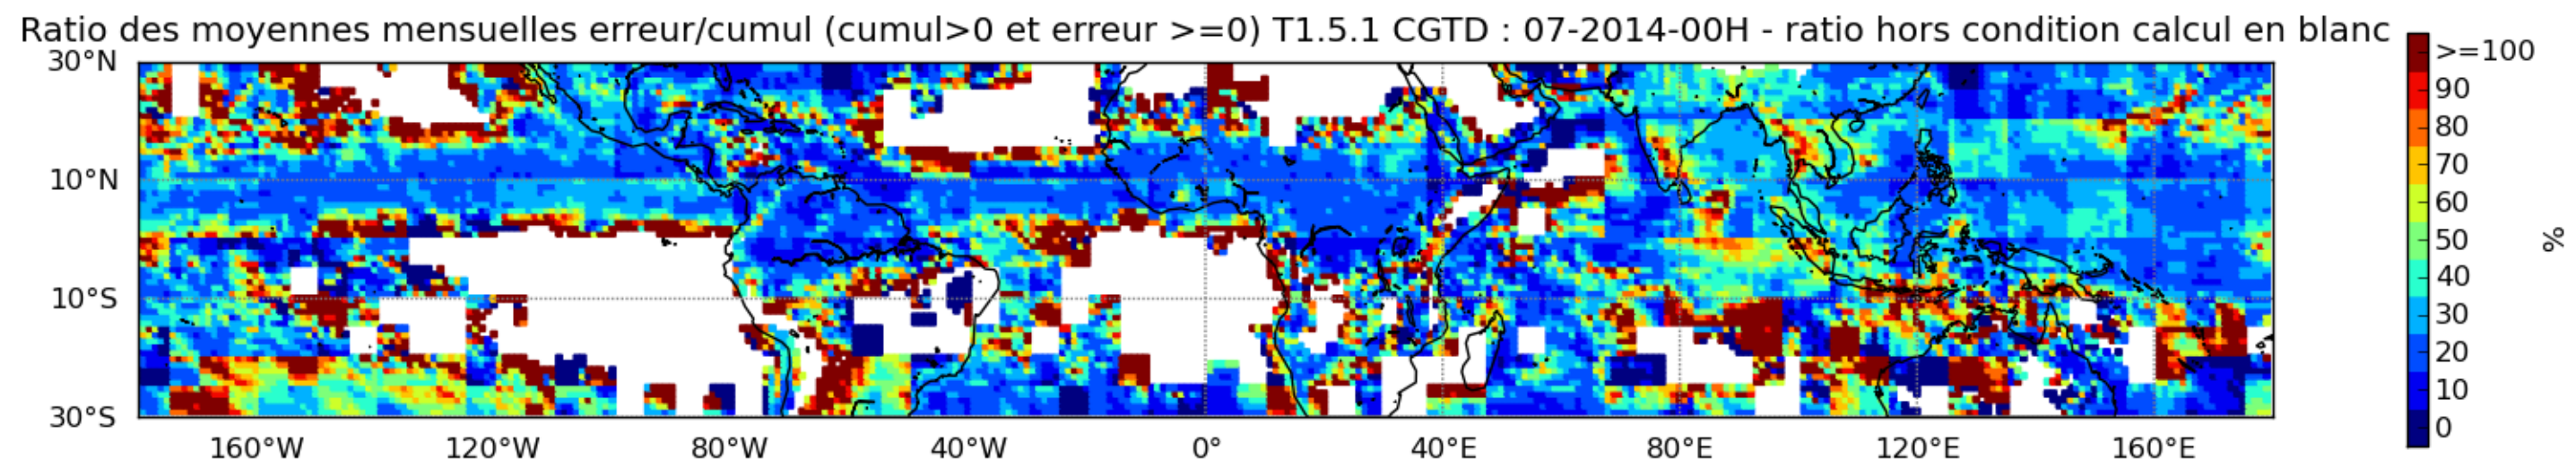 Ratio des moyennes mensuelles erreur/cumul (cumul>0 et erreur >=0) T1.5.1 CGTD : 07-2014-00H - ratio hors condition calcul en blanc
30°N
10°N
10°S
30°S
160°W 120°W 80°W 40°W 0° 40°E 80°E 120°E 160°E
>=100
90
80
70
60
50
40
30
20
10
0
%